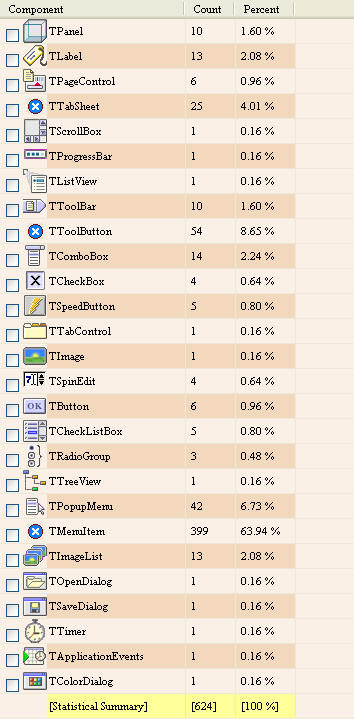 Component Count Percent
TPanel 10 1.60 %
TLabel 13 2.08 %
TPageControl 6 0.96 %
TTabSheet 25 4.01 %
TScrollBox 1 0.16 %
TProgressBar 1 0.16 %
TListView 1 0.16 %
TToolBar 10 1.60 %
TToolButton 54 8.65 %
TComboBox 14 2.24 %
TCheckBox 4 0.64 %
TSpeedButton 5 0.80 %
TTabControl 1 0.16 %
TImage 1 0.16 %
TSpinEdit 4 0.64 %
OK TButton 6 0.96 %
TCheckListBox 5 0.80 %
TRadioGroup 3 0.48 %
TTreeView 1 0.16 %
TPopupMenu 42 6.73 %
TMenuItem 399 63.94 %
TImageList 13 2.08 %
TOpenDialog 1 0.16 %
TSaveDialog 1 0.16 %
TTimer 1 0.16 %
TApplicationEvents 1 0.16 %
TColorDialog 1 0.16 %
[Statistical Summary] [624] [100 %]